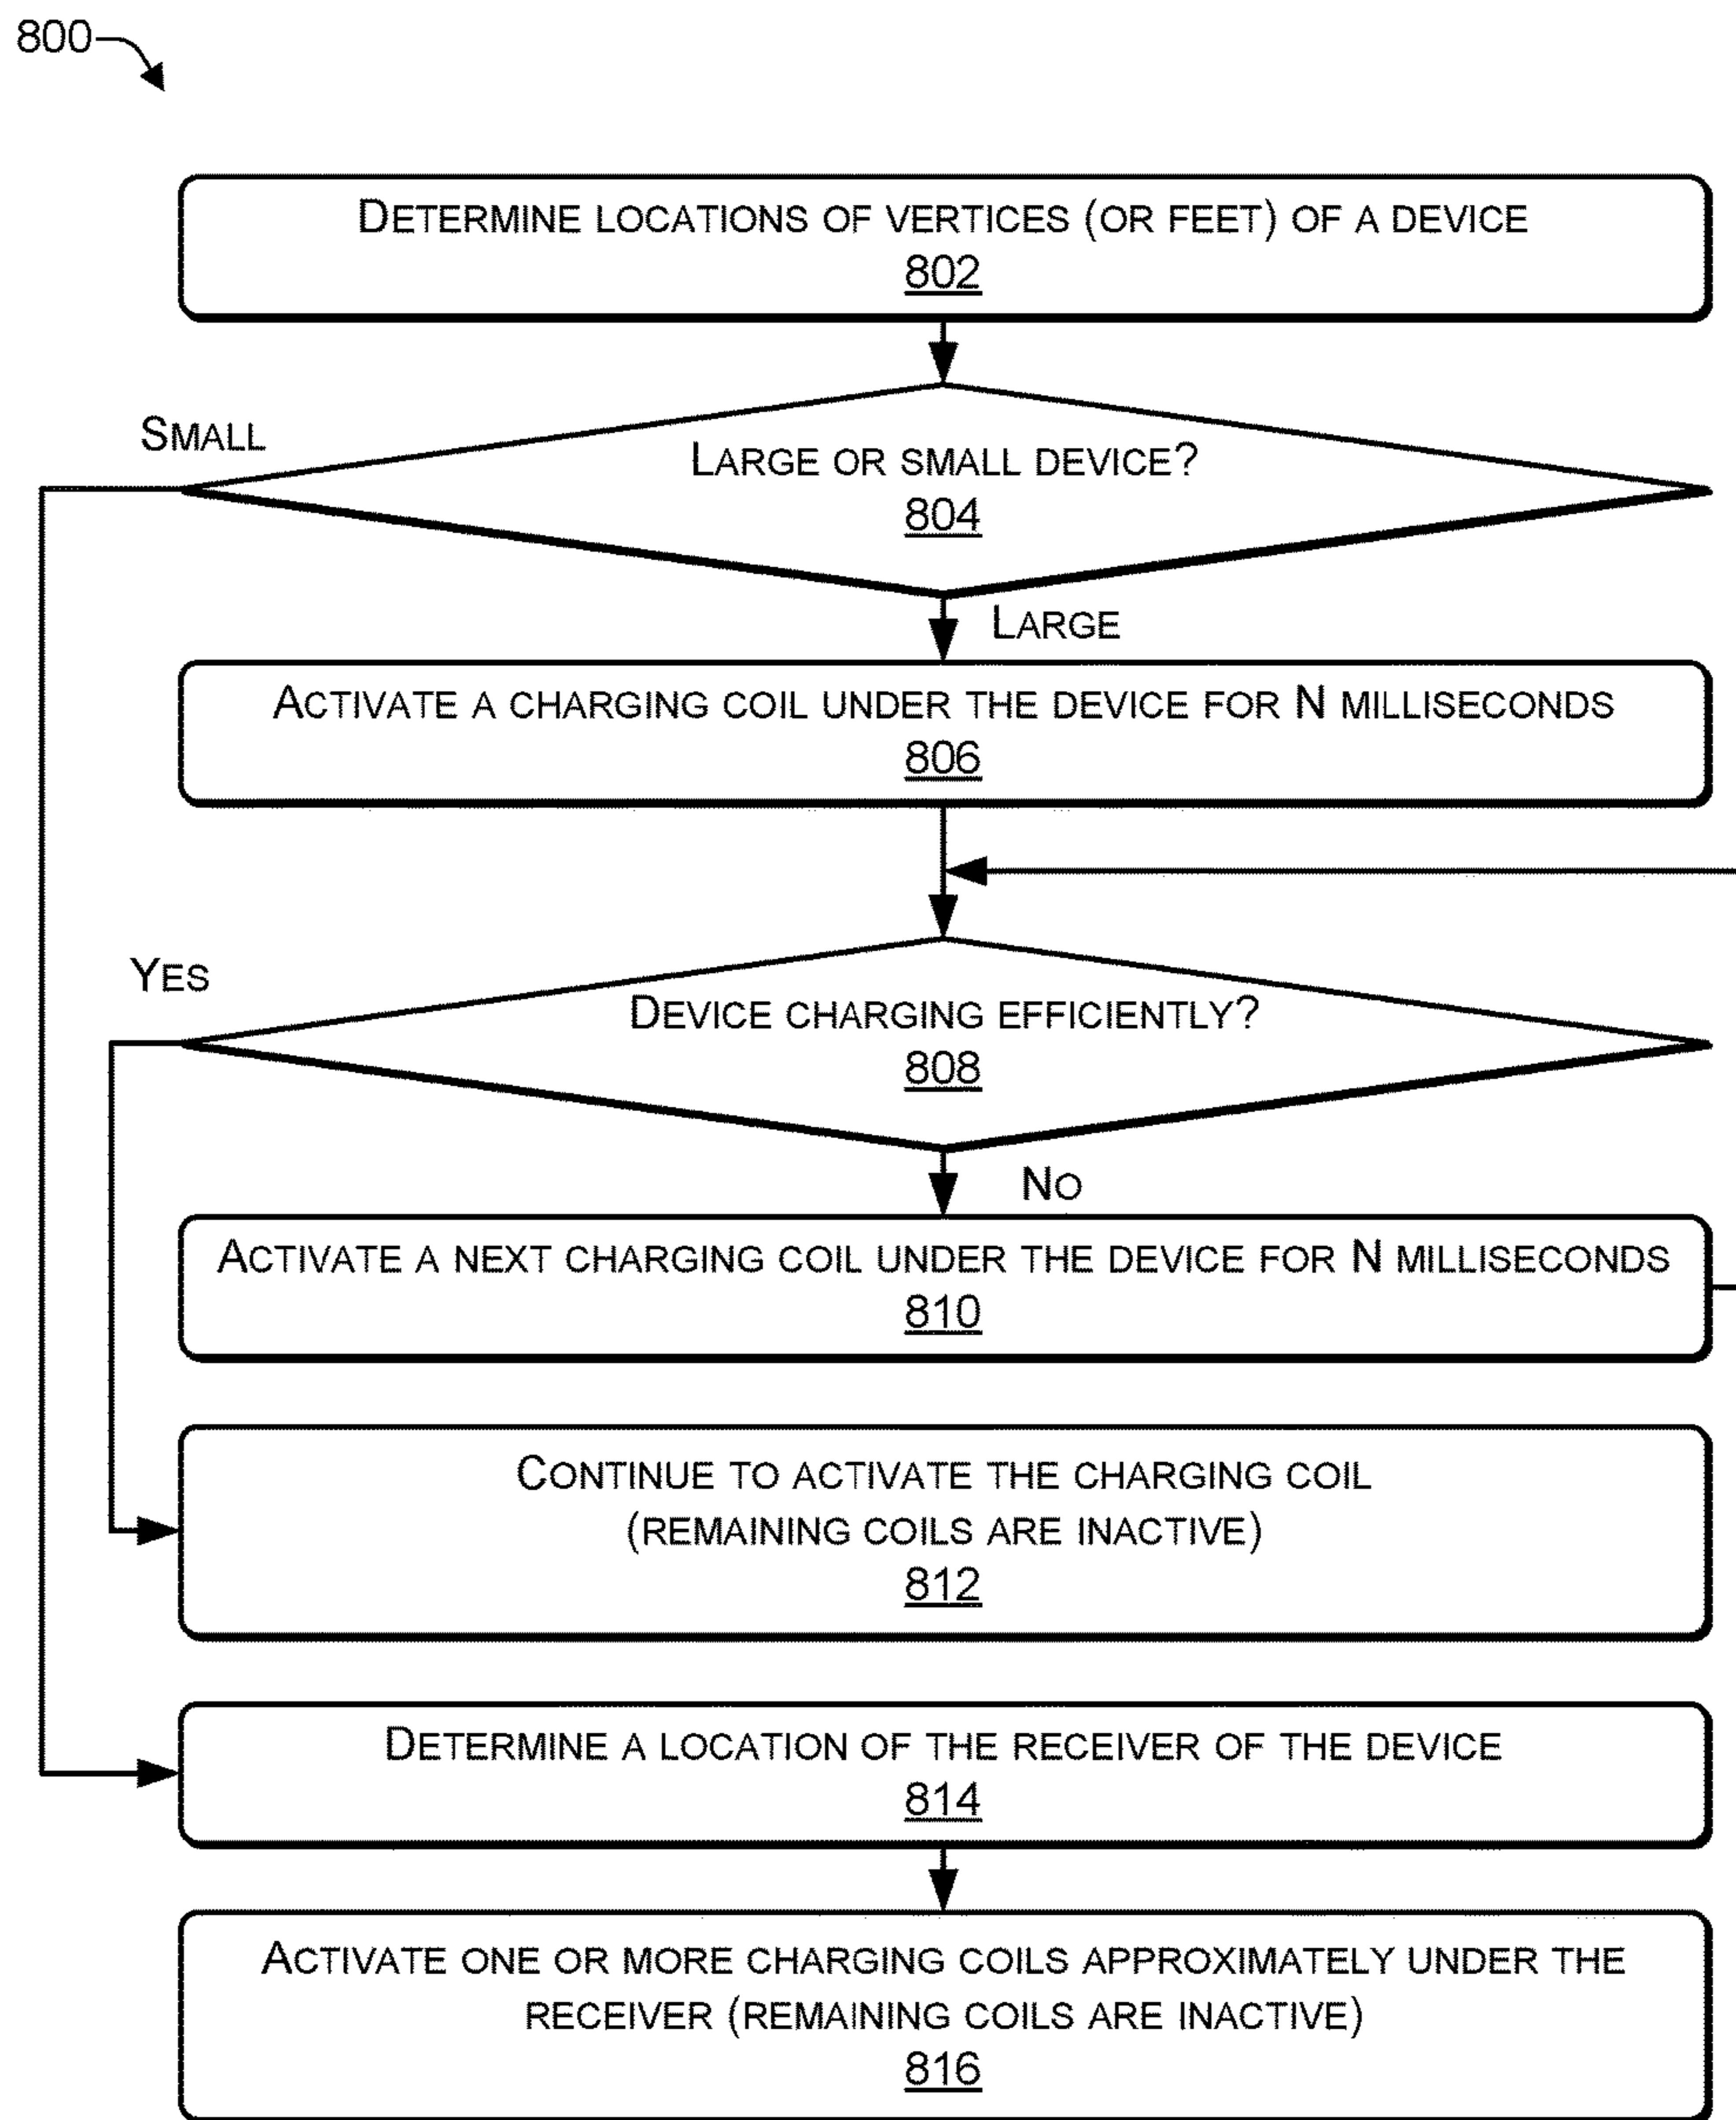 800
DETERMINE LOCATIONS OF VERTICES (OR FEET) OF A DEVICE
802
SMALL
LARGE OR SMALL DEVICE?
804
LARGE
ACTIVATE A CHARGING COIL UNDER THE DEVICE FOR N MILLISECONDS
806
YES
DEVICE CHARGING EFFICIENTLY?
808
NO
ACTIVATE A NEXT CHARGING COIL UNDER THE DEVICE FOR N MILLISECONDS
810
CONTINUE TO ACTIVATE THE CHARGING COIL
(REMAINING COILS ARE INACTIVE)
812
DETERMINE A LOCATION OF THE RECEIVER OF THE DEVICE
814
ACTIVATE ONE OR MORE CHARGING COILS APPROXIMATELY UNDER THE
RECEIVER (REMAINING COILS ARE INACTIVE)
816